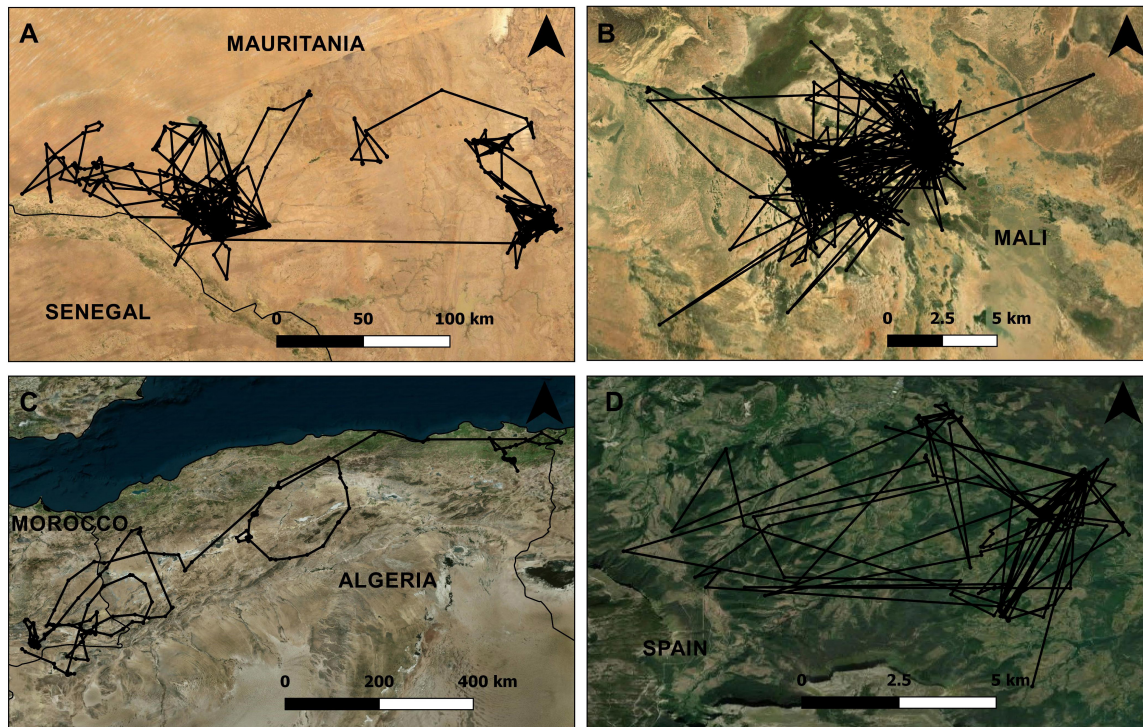 A
MAURITANIA
SENEGAL
0 50 100 km
B
MALI
0 2.5 5 km
C
MOROCCO
ALGERIA
0 200 400 km
D
SPAIN
0 2.5 5 km